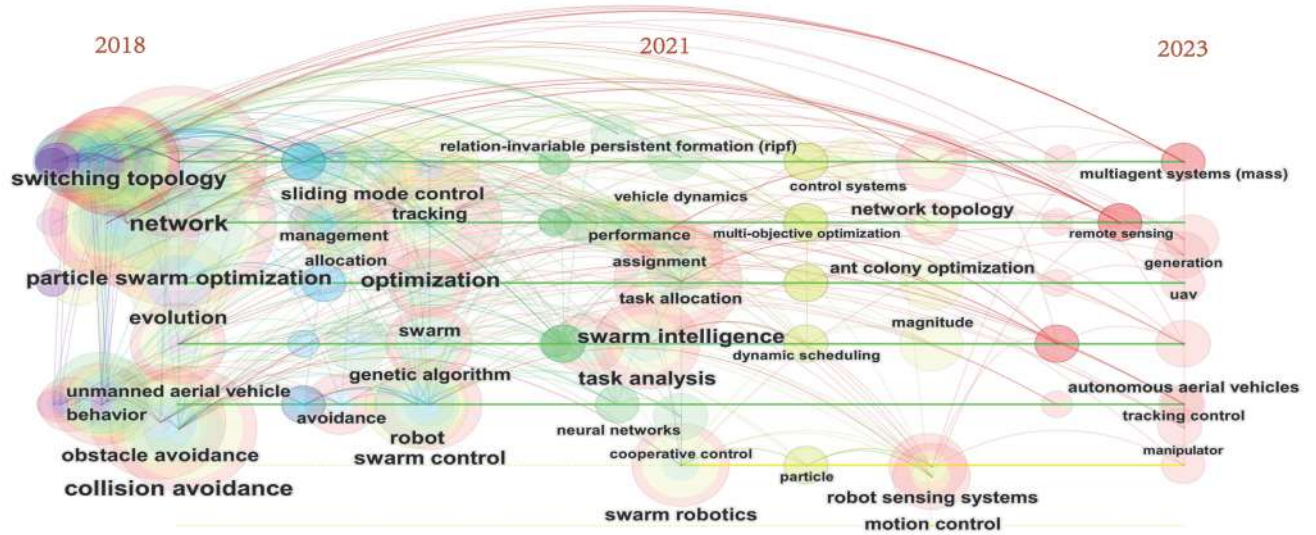 2018
2021
2023
relation-invariable persistent formation (ripf)
multiagent systems (mass)
switching topology
sliding mode control
vehicle dynamics
control systems
network
tracking
network topology
management
performance
multi-objective optimization
remote sensing
allocation
assignment
generation
particle swarm optimization
optimization
ant colony optimization
task allocation
uav
evolution
swarm
swarm intelligence
magnitude
dynamic scheduling
genetic algorithm
task analysis
unmanned aerial vehicle
autonomous aerial vehicles
behavior
avoidance
tracking control
neural networks
robot
obstacle avoidance
swarm control
cooperative control
manipulator
particle
collision avoidance
robot sensing systems
swarm robotics
motion control